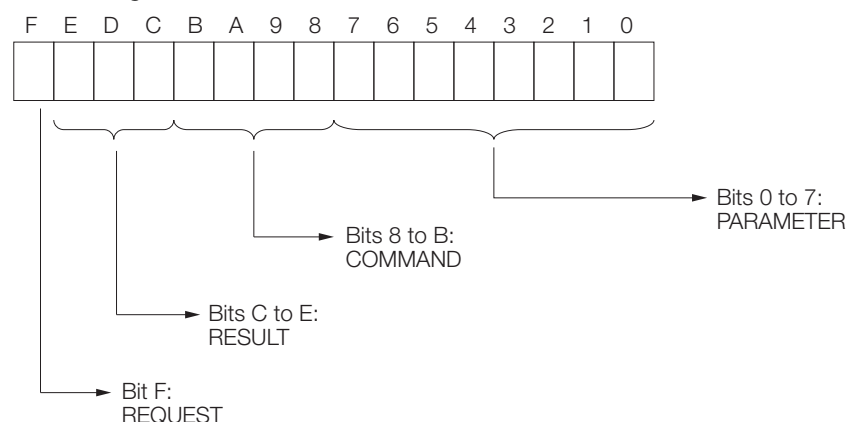 F E D C B A 9 8 7 6 5 4 3 2 1 0
Bits 0 to 7:
PARAMETER
Bits 8 to B:
COMMAND
Bits C to E:
RESULT
Bit F:
REQUEST